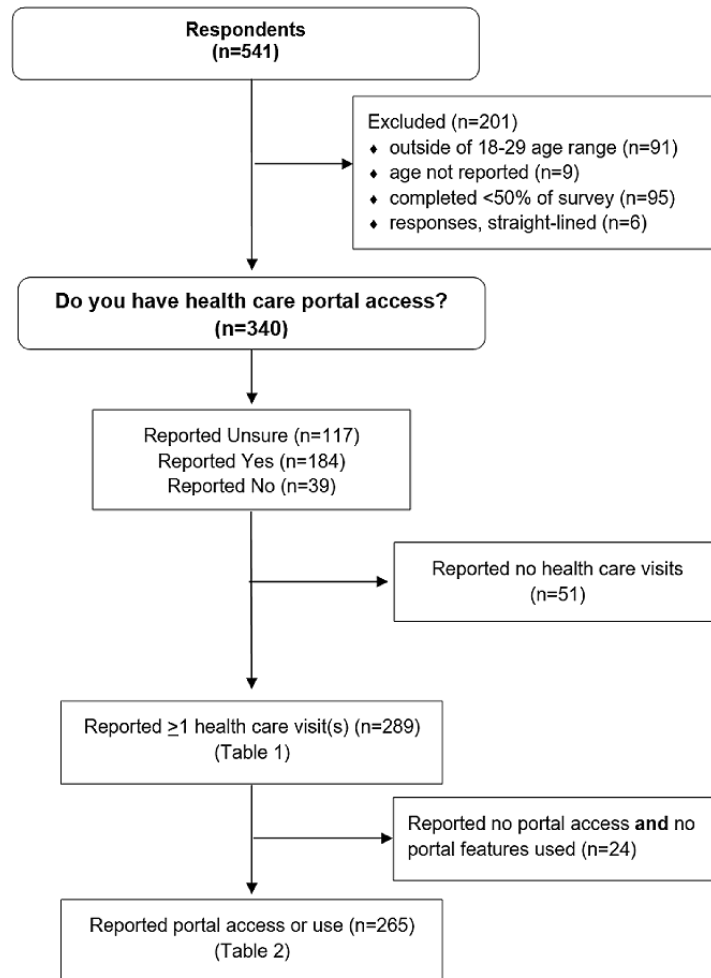 Respondents
(n=541)
Excluded (n=201)
♦ outside of 18-29 age range (n=91)
♦ age not reported (n=9)
♦ completed <50% of survey (n=95)
♦ responses, straight-lined (n=6)
Do you have health care portal access?
(n=340)
Reported Unsure (n=117)
Reported Yes (n=184)
Reported No (n=39)
Reported no health care visits
(n=51)
Reported ≥1 health care visit(s) (n=289)
(Table 1)
Reported no portal access and no
portal features used (n=24)
Reported portal access or use (n=265)
(Table 2)